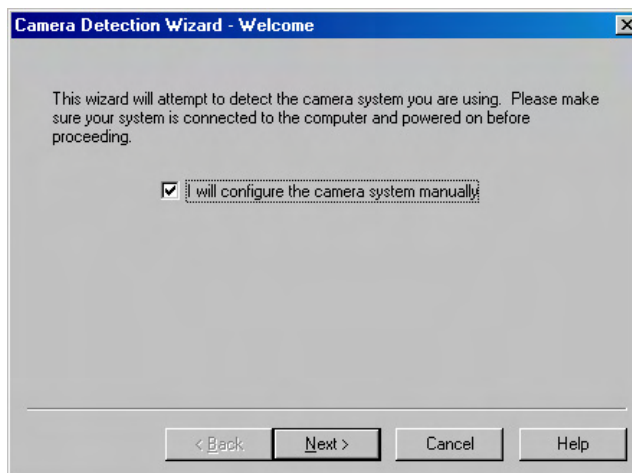 Camera Detection Wizard - Welcome
This wizard will attempt to detect the camera system you are using. Please make
sure your system is connected to the computer and powered on before
proceeding.
I will configure the camera system manually
< Back Next > Cancel Help